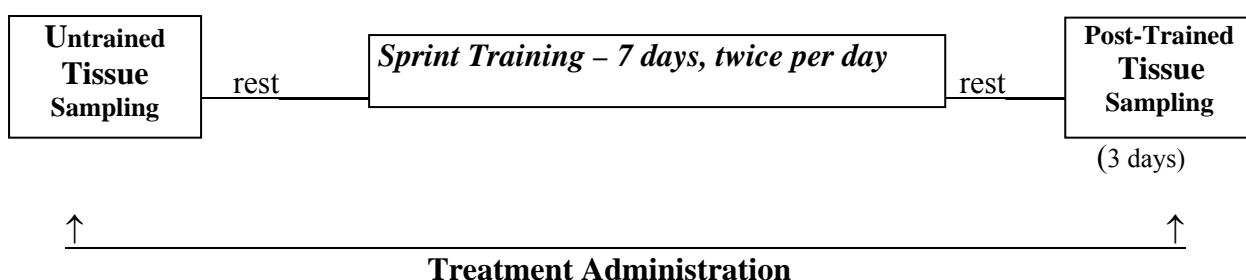 Untrained
Tissue
Sampling
rest
Sprint Training – 7 days, twice per day
rest
Post-Trained
Tissue
Sampling
(3 days)
↑ ↑
Treatment Administration